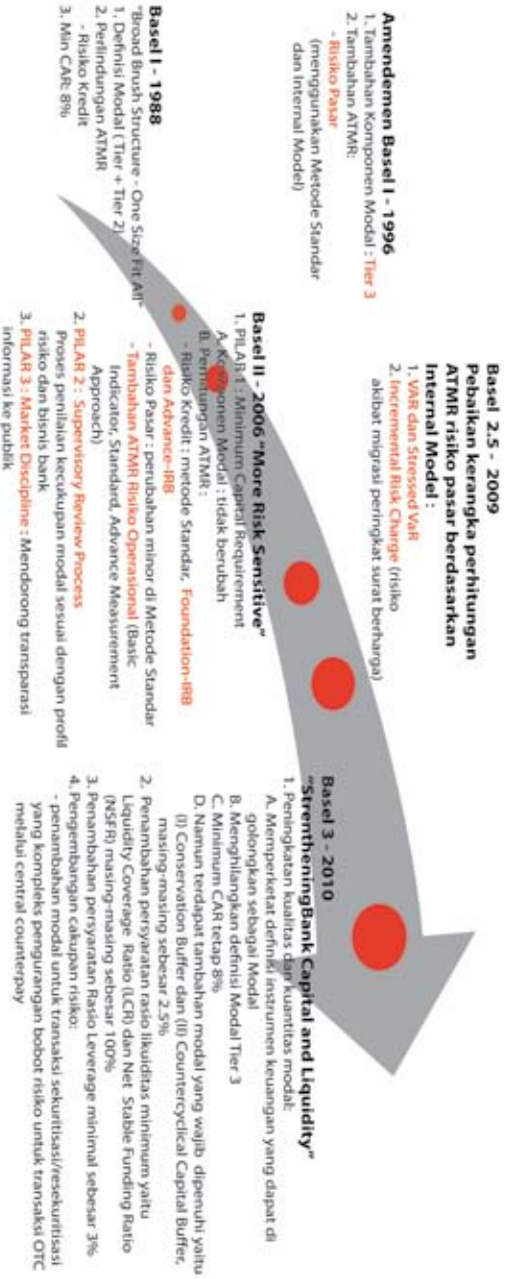 Basel I - 1988
"Broad Brush Structure - One Size Fit All"
1. Definisi Modal ( Tier + Tier 2)
2. Perlindungan ATMR
- Risiko Kredit
3. Min CAR: 8%
Amendemen Basel I - 1996
1. Tambahan Komponen Modal : Tier 3
2. Tambahan ATMR:
- Risiko Pasar
(menggunakan Metode Standar
dan Internal Model)
Basel II - 2006 "More Risk Sensitive"
1. PILAR 1 : Minimum Capital Requirement
A. Komponen Modal : tidak berubah
B. Perhitungan ATMR :
- Risiko Kredit : metode Standar, Foundation-IRB
dan Advance-IRB
- Risiko Pasar : perubahan minor di Metode Standar
- Tambahan ATMR Risiko Operasional (Basic
Indicator, Standard, Advance Measurement
Approach)
2. PILAR 2 : Supervisory Review Process
Proses penilaian kecukupan modal sesuai dengan profil
risiko dan bisnis bank
3. PILAR 3 : Market Discipline : Mendorong transparasi
informasi ke publik
Basel 2.5 - 2009
Pebaikan kerangka perhitungan
ATMR risiko pasar berdasarkan
Internal Model :
1. VAR dan Stressed VaR
2. Incremental Risk Charge (risiko
akibat migrasi peringkat surat berharga)
Basel 3 - 2010
"StrentheningBank Capital and Liquidity"
1. Peningkatan kualitas dan kuantitas modal:
A. Memperketat definisi instrumen keuangan yang dapat di
golongkan sebagai Modal
B. Menghilangkan definisi Modal Tier 3
C. Minimum CAR tetap 8%
D. Namun terdapat tambahan modal yang wajib dipenuhi yaitu
(I) Conservation Buffer dan (II) Countercyclical Capital Buffer,
masing-masing sebesar 2.5%
2. Penambahan persyaratan rasio likuiditas minimum yaitu
Liquidity Coverage Ratio (LCR) dan Net Stable Funding Ratio
(NSFR) masing-masing sebesar 100%
3. Penambahan persyaratan Rasio Leverage minimal sebesar 3%
4. Pengembangan cakupan risiko:
- penambahan modal untuk transaksi sekuritisasi/resekuritisasi
yang kompleks pengurangan bobot risiko untuk transaksi OTC
melalui central counterpay